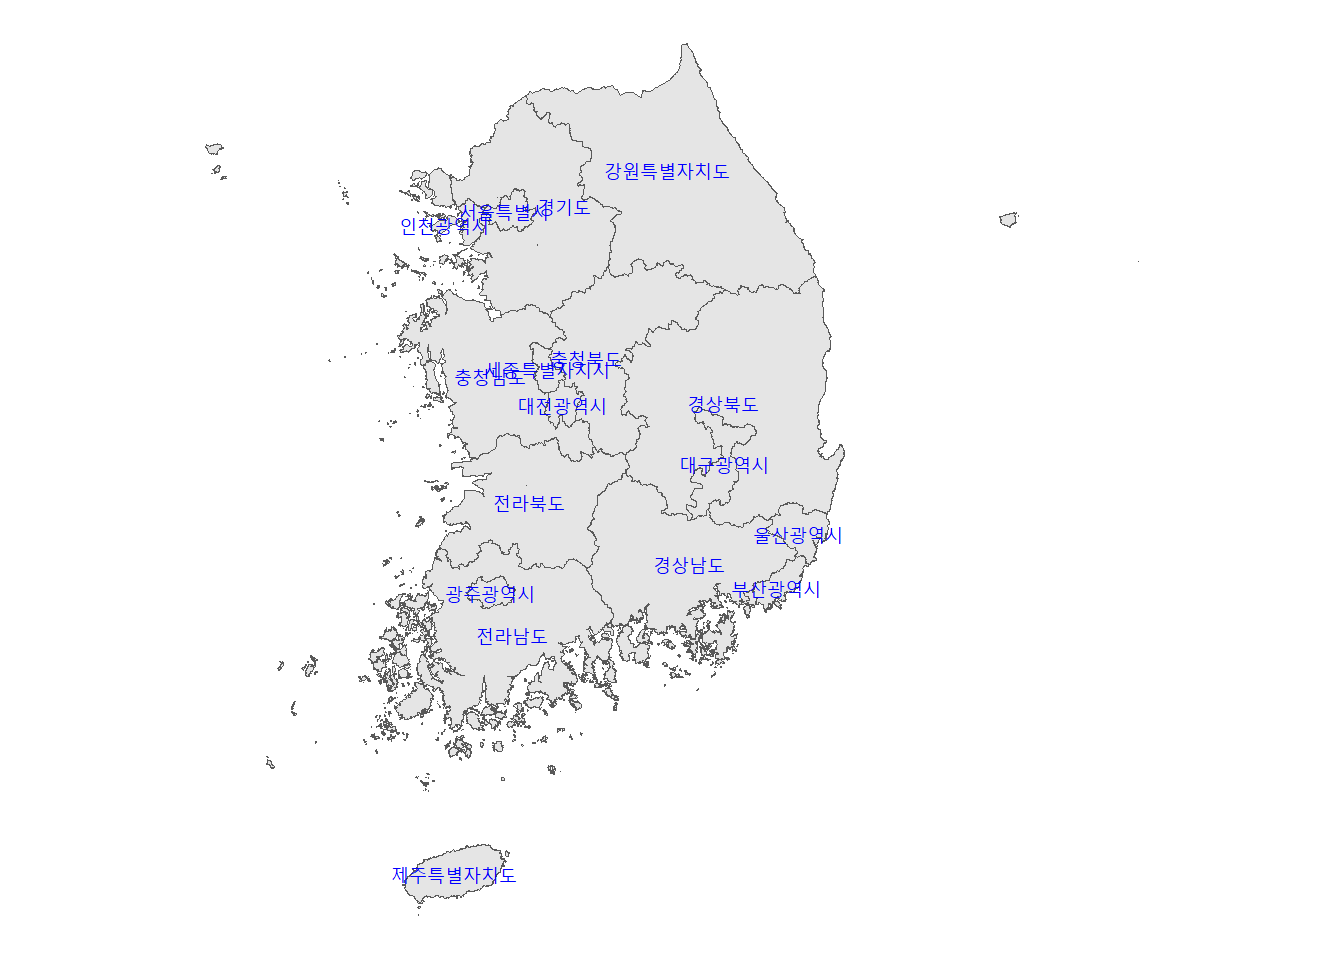 강원특별자치도
경기도
서울특별시
인천광역시
충청북도
세종특별자치시
충청남도
경상북도
대전광역시
대구광역시
전라북도
울산광역시
경상남도
부산광역시
광주광역시
전라남도
제주특별자치도